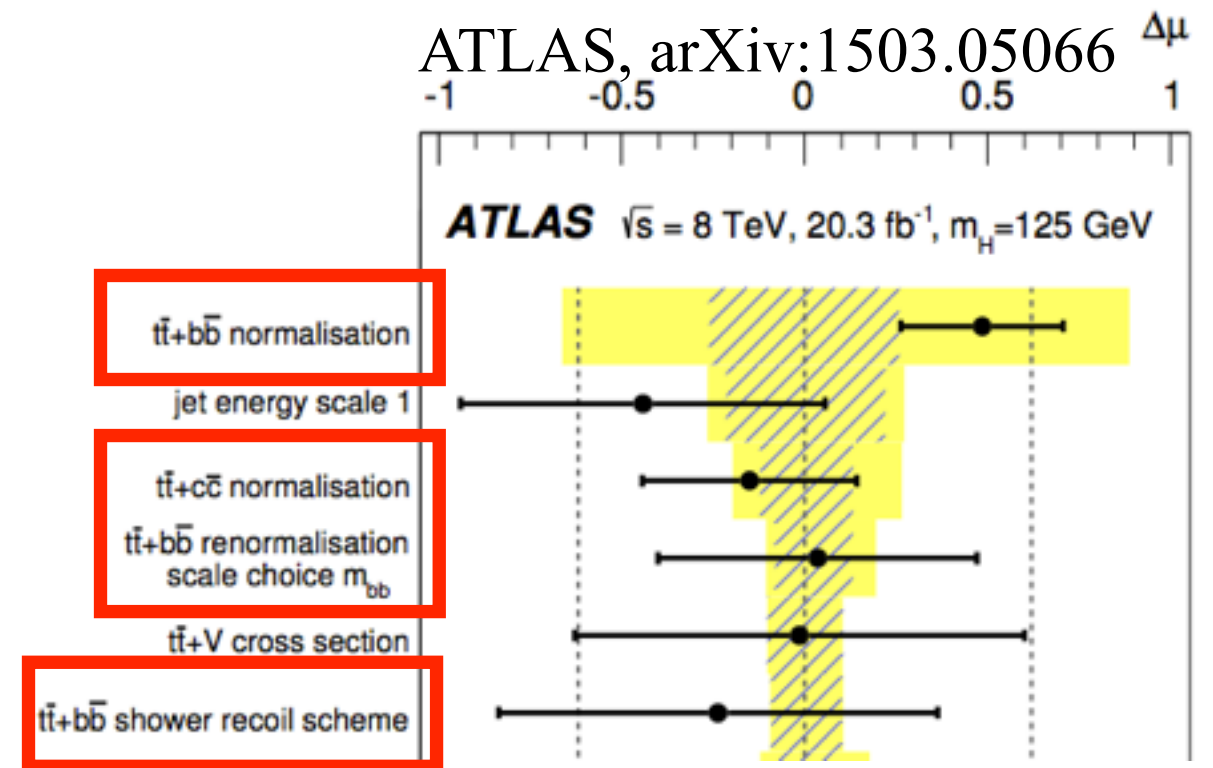 ATLAS, arXiv:1503.05066 Δμ
-1 -0.5 0 0.5 1
ATLAS √s = 8 TeV, 20.3 fb⁻¹, m_H=125 GeV
tt̄+bb̄ normalisation
jet energy scale 1
tt̄+cc̄ normalisation
tt̄+bb̄ renormalisation
scale choice m_bb
tt̄+V cross section
tt̄+bb̄ shower recoil scheme